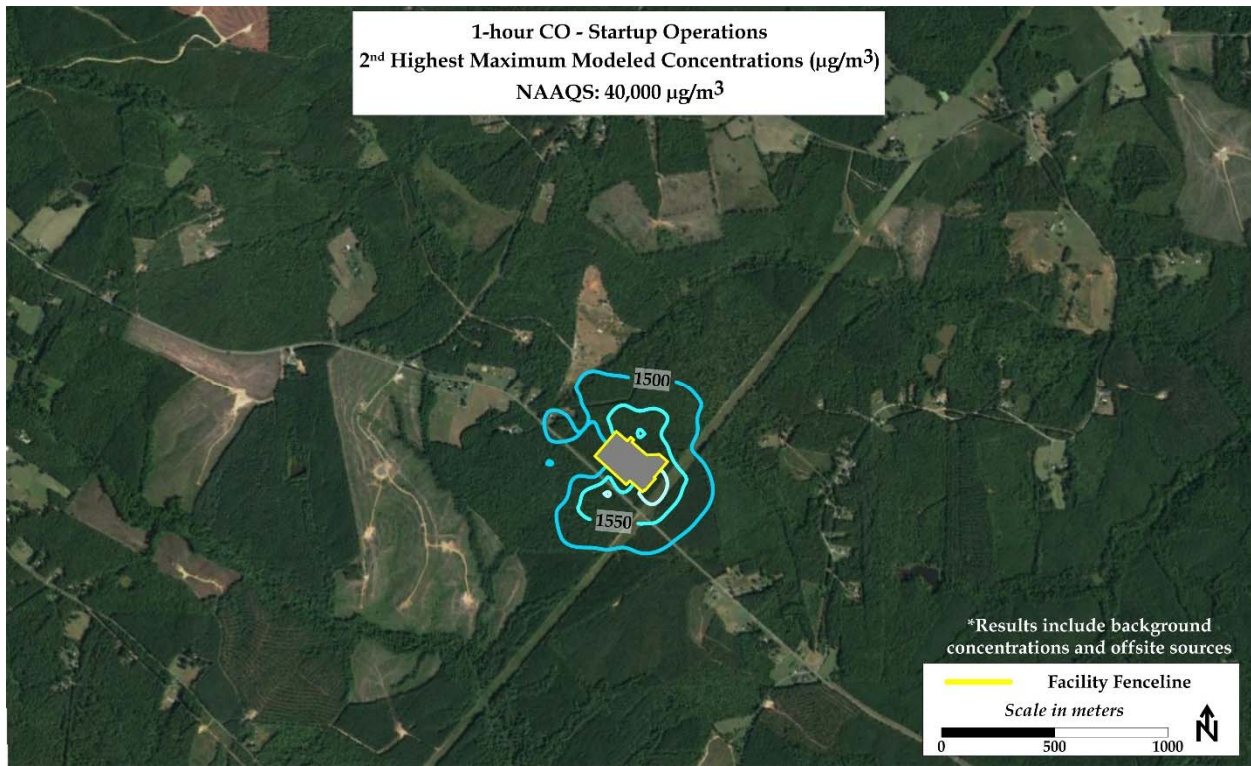 1-hour CO - Startup Operations
2nd Highest Maximum Modeled Concentrations (µg/m³)
NAAQS: 40,000 µg/m³
1500
1550
*Results include background
concentrations and offsite sources
Facility Fenceline
Scale in meters
0 500 1000
N